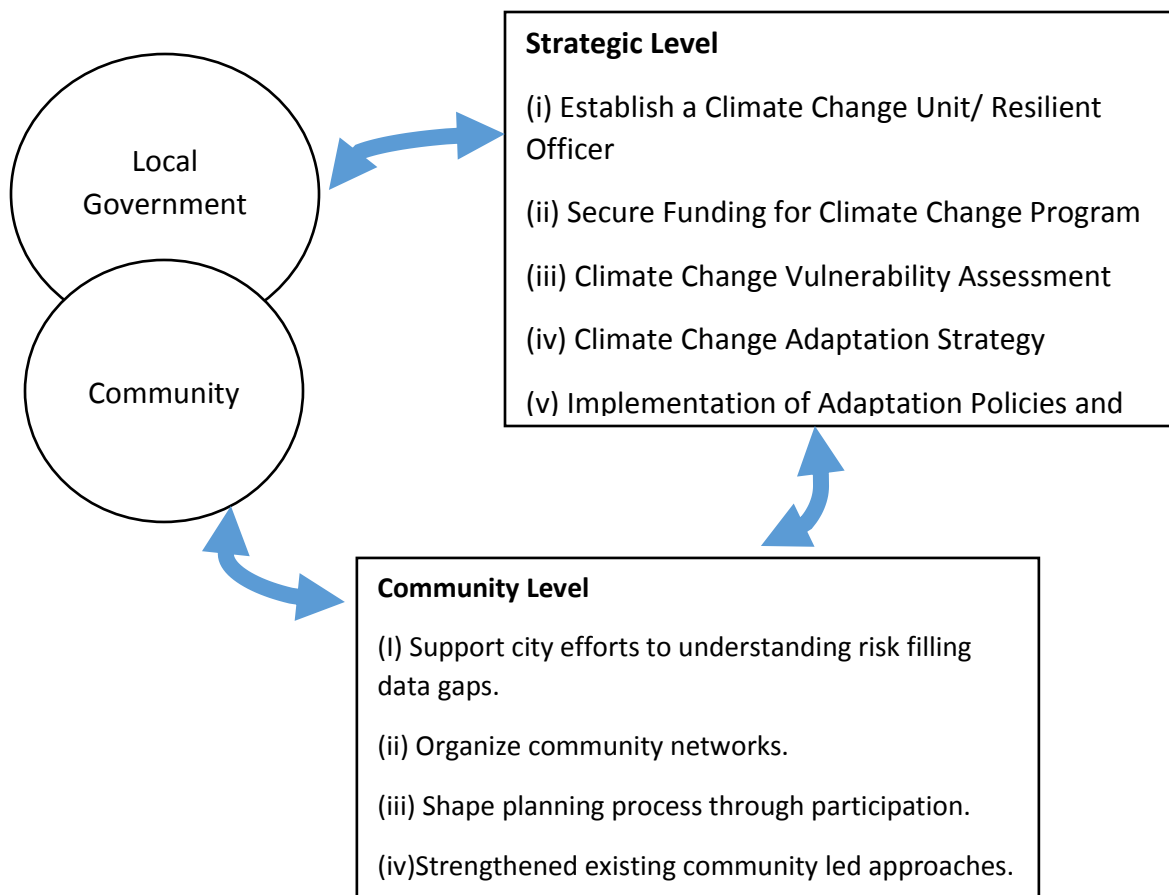 Local
Government
Community
Strategic Level
(i) Establish a Climate Change Unit/ Resilient
Officer
(ii) Secure Funding for Climate Change Program
(iii) Climate Change Vulnerability Assessment
(iv) Climate Change Adaptation Strategy
(v) Implementation of Adaptation Policies and
Community Level
(I) Support city efforts to understanding risk filling
data gaps.
(ii) Organize community networks.
(iii) Shape planning process through participation.
(iv)Strengthened existing community led approaches.